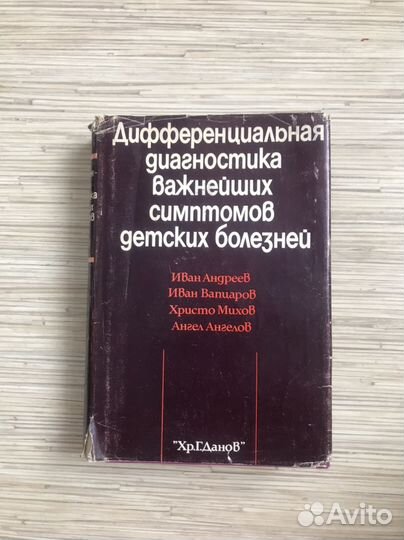 Дифференциальная
диагностика
важнейших
симптомов
детских болезней
Иван Андреев
Иван Вапцаров
Христо Михов
Ангел Ангелов
"Хр.Г.Данов"
Avito